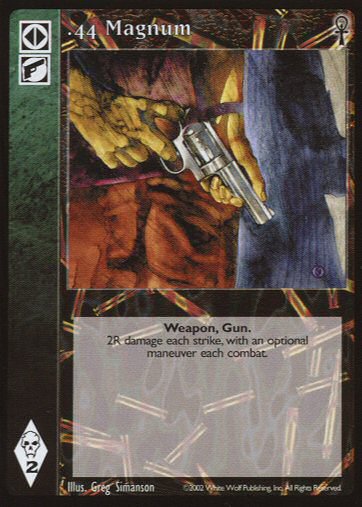 .44 Magnum
Weapon, Gun.
2R damage each strike, with an optional
maneuver each combat.
2
Illus. Greg Simanson
©2002 White Wolf Publishing, Inc. All Rights Reserved.